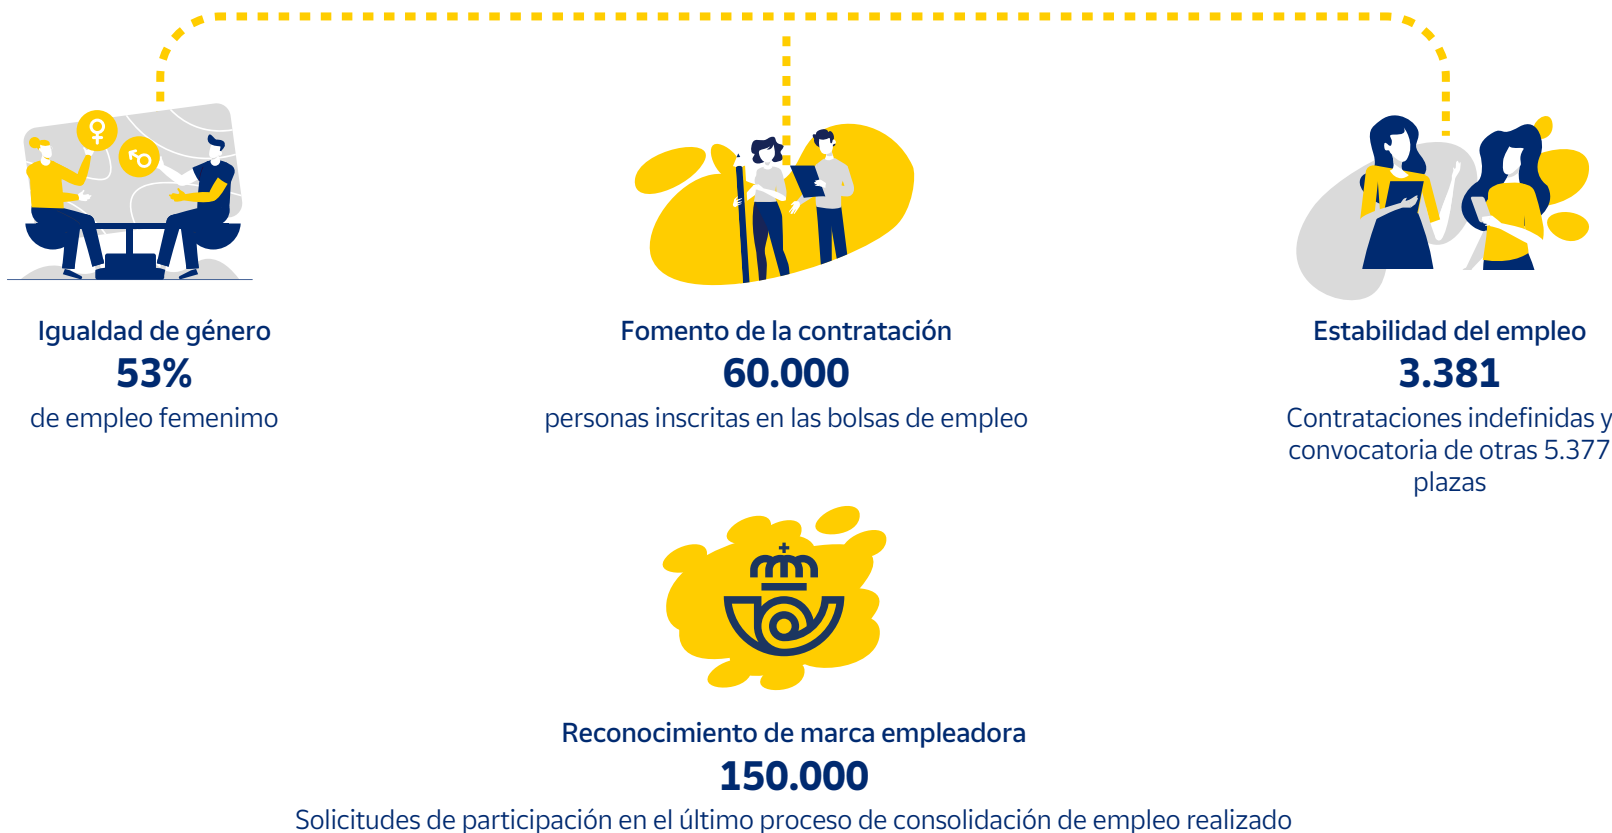 Igualdad de género
53%
de empleo femenimo
Fomento de la contratación
60.000
personas inscritas en las bolsas de empleo
Estabilidad del empleo
3.381
Contrataciones indefinidas y
convocatoria de otras 5.377
plazas
Reconocimiento de marca empleadora
150.000
Solicitudes de participación en el último proceso de consolidación de empleo realizado